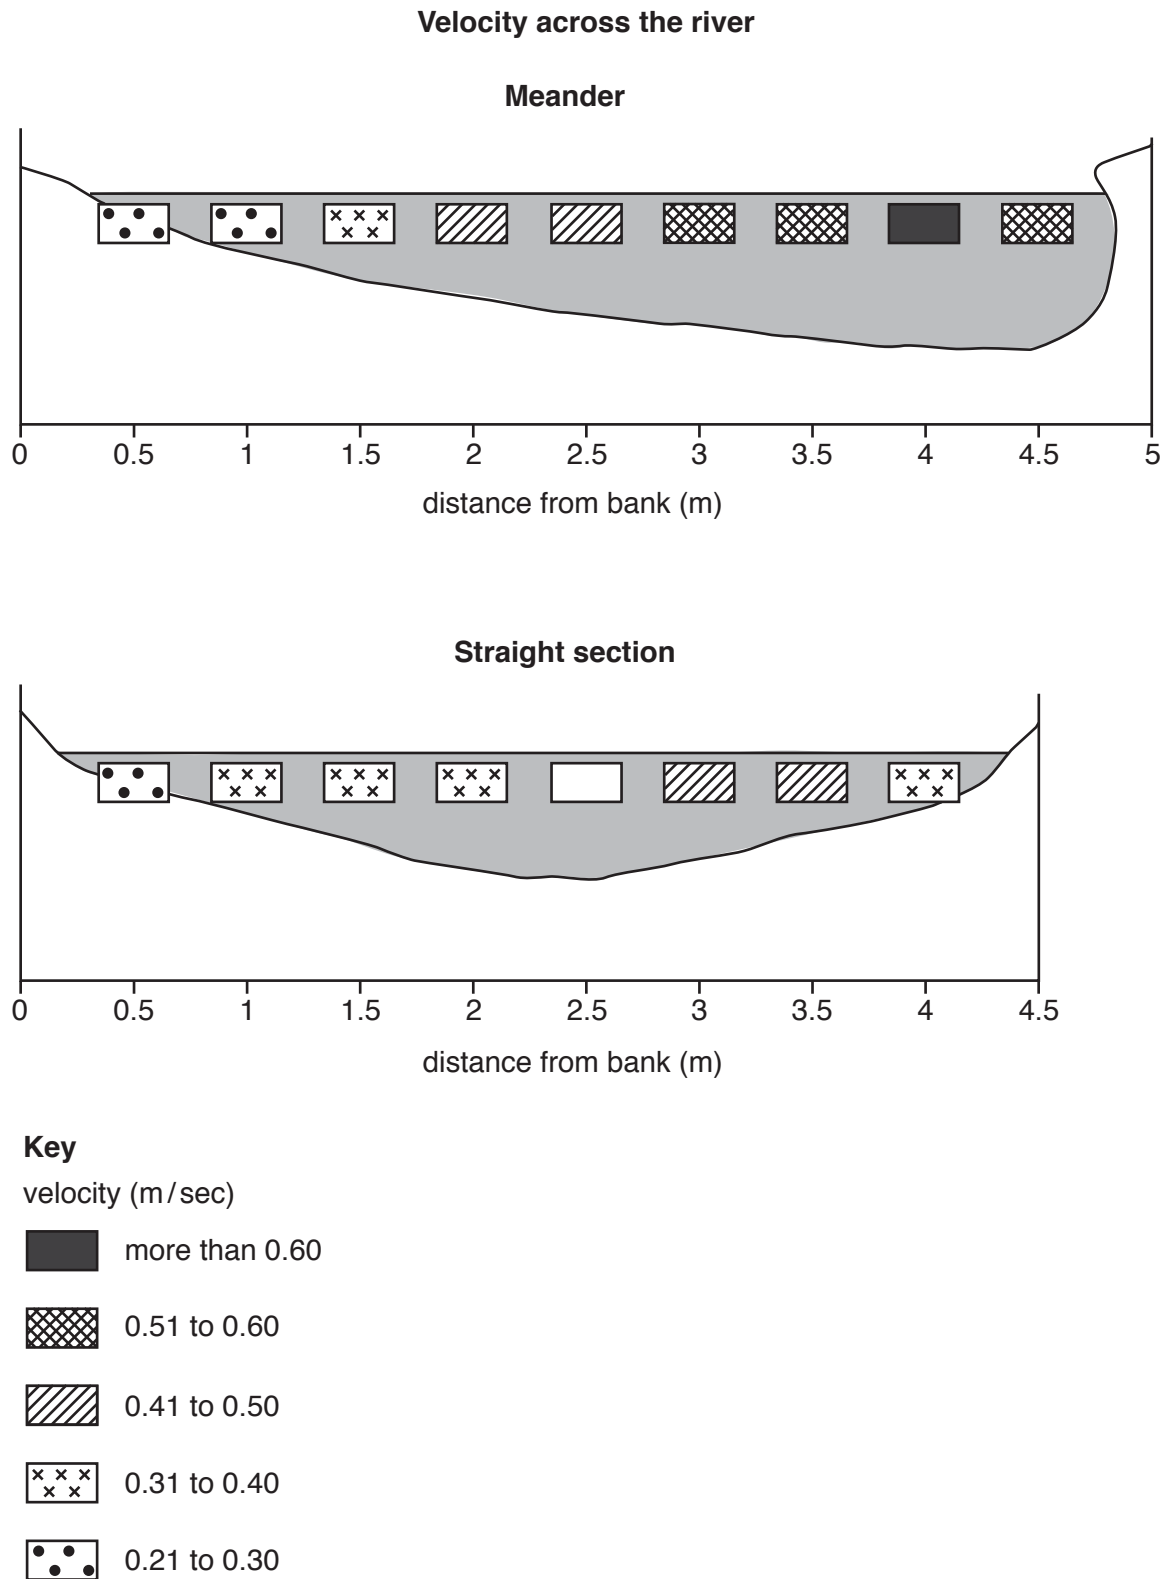 Velocity across the river
Meander
0 0.5 1 1.5 2 2.5 3 3.5 4 4.5 5
distance from bank (m)
Straight section
0 0.5 1 1.5 2 2.5 3 3.5 4 4.5
distance from bank (m)
Key
velocity (m/sec)
more than 0.60
0.51 to 0.60
0.41 to 0.50
0.31 to 0.40
0.21 to 0.30